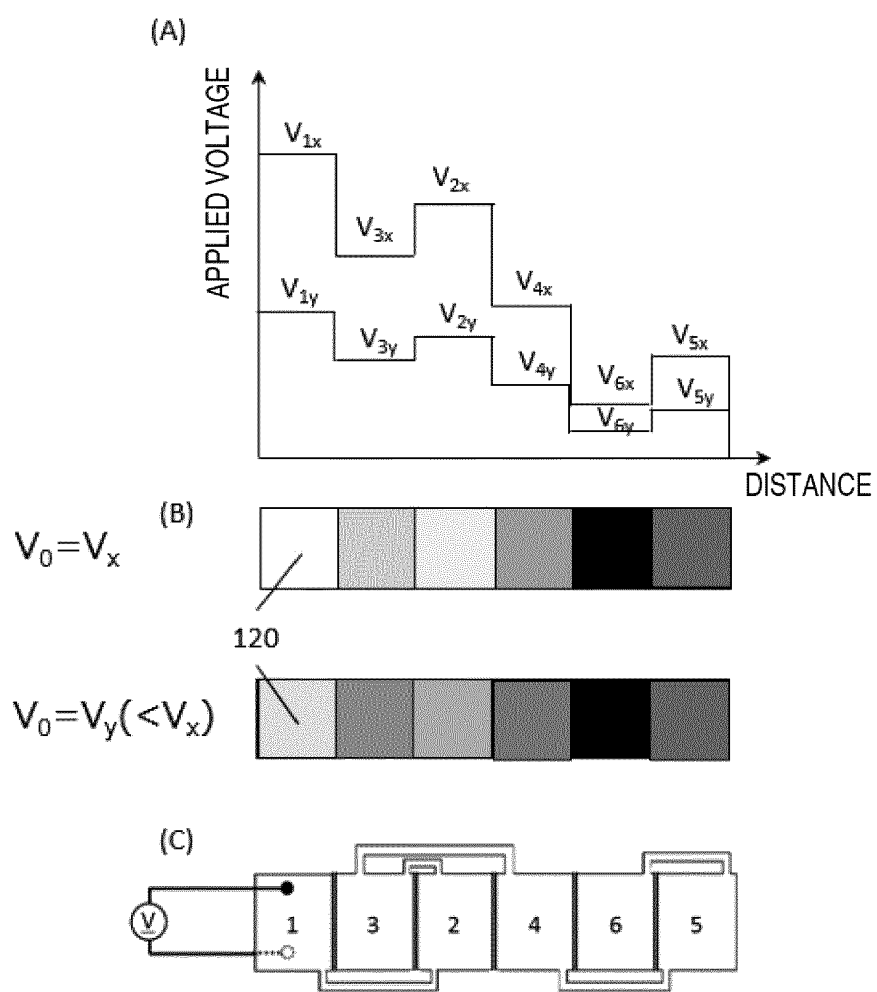 (A)
APPLIED VOLTAGE
V1x
V2x
V3x
V4x
V1y
V2y
V3y
V5x
V4y
V6x
V5y
V6y
DISTANCE
(B)
V0=Vx
120
V0=Vy(<Vx)
(C)
V
1 3 2 4 6 5